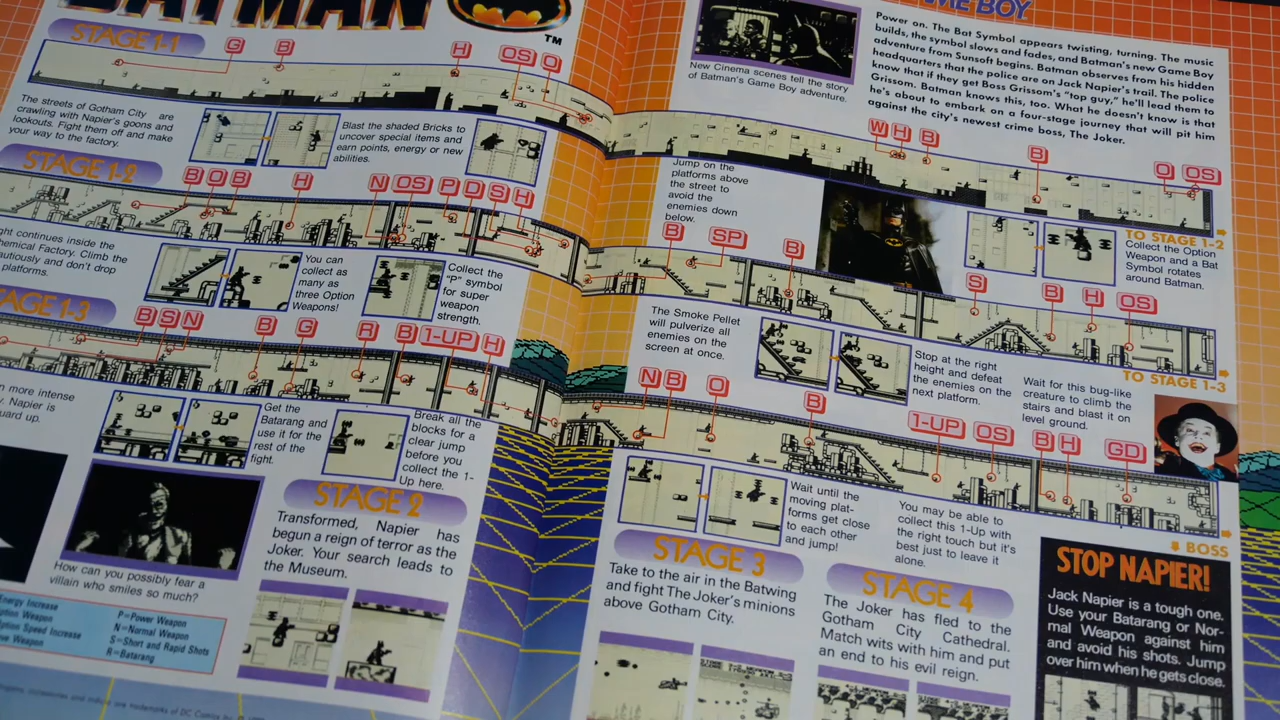 BATMAN
TM
GAME BOY
STAGE 1-1
G
B
H
OS
O
New Cinema scenes tell the story
of Batman's Game Boy adventure.
Power on. The Bat Symbol appears twisting, turning. The music
builds, the symbol slows and fades, and Batman's new Game Boy
adventure from Sunsoft begins. Batman observes from his hidden
headquarters that the police are on Jack Napier's trail. The police
know that if they get Boss Grissom's "top guy," he'll lead them to
Grissom. Batman knows this, too. What he doesn't know is that
he's about to embark on a four-stage journey that will pit him
against the city's newest crime boss, The Joker.
The streets of Gotham City are
crawling with Napier's goons and
lookouts. Fight them off and make
your way to the factory.
Blast the shaded Bricks to
uncover special items and
earn points, energy or new
abilities.
W
H
B
B
O
OS
Jump on the
platforms above
the street to
avoid the
enemies down
below.
TO STAGE 1-2
Collect the Option
Weapon and a Bat
Symbol rotates
around Batman.
STAGE 1-2
B
O
B
H
N
OS
P
D
S
H
B
SP
B
S
B
H
OS
ght continues inside the
hemical Factory. Climb the
autiously and don't drop
platforms.
You can
collect as
many as
three Option
Weapons!
Collect the
"P" symbol
for super
weapon
strength.
The Smoke Pellet
will pulverize all
enemies on the
screen at once.
Stop at the right
height and defeat
the enemies on the
next platform.
Wait for this bug-like
creature to climb the
stairs and blast it on
level ground.
TO STAGE 1-3
STAGE 1-3
B
S
N
B
G
R
B
1-UP
H
N
B
O
B
1-UP
OS
B
H
GD
more intense
y. Napier is
uard up.
Get the
Batarang and
use it for the
rest of the
fight.
Break all the
blocks for a
clear jump
before you
collect the 1-
Up here.
Wait until the
moving plat-
forms get close
to each other
and jump!
You may be able to
collect this 1-Up with
the right touch but it's
best just to leave it
alone.
BOSS
How can you possibly fear a
villain who smiles so much?
STAGE 2
Transformed, Napier has
begun a reign of terror as the
Joker. Your search leads to
the Museum.
STAGE 3
Take to the air in the Batwing
and fight The Joker's minions
above Gotham City.
STAGE 4
The Joker has fled to the
Gotham City Cathedral.
Match wits with him and put
an end to his evil reign.
STOP NAPIER!
Jack Napier is a tough one.
Use your Batarang or Nor-
mal Weapon against him
and avoid his shots. Jump
over him when he gets close.
Energy Increase
ption Weapon
ption Speed Increase
ve Weapon
P=Power Weapon
N=Normal Weapon
S=Short and Rapid Shots
R=Batarang
are trademarks of DC Comics